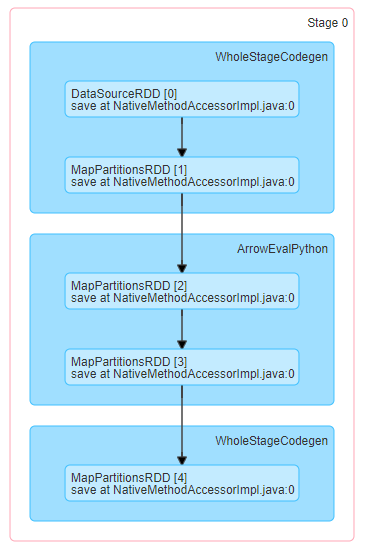 Stage 0
WholeStageCodegen
DataSourceRDD [0]
save at NativeMethodAccessorImpl.java:0
MapPartitionsRDD [1]
save at NativeMethodAccessorImpl.java:0
ArrowEvalPython
MapPartitionsRDD [2]
save at NativeMethodAccessorImpl.java:0
MapPartitionsRDD [3]
save at NativeMethodAccessorImpl.java:0
WholeStageCodegen
MapPartitionsRDD [4]
save at NativeMethodAccessorImpl.java:0